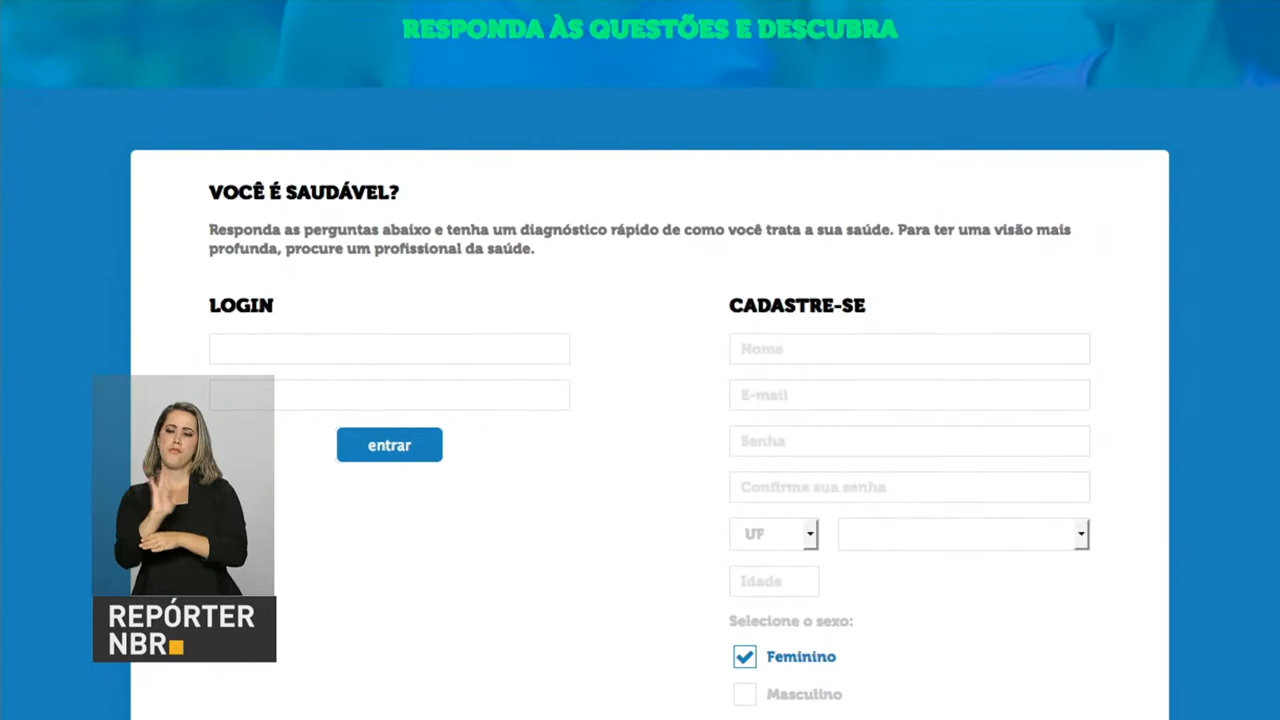 RESPONDA ÀS QUESTÕES E DESCUBRA
VOCÊ É SAUDÁVEL?
Responda as perguntas abaixo e tenha um diagnóstico rápido de como você trata a sua saúde. Para ter uma visão mais
profunda, procure um profissional da saúde.
LOGIN
entrar
CADASTRE-SE
Nome
E-mail
Senha
Confirme sua senha
UF
Idade
Selecione o sexo:
Feminino
Masculino
REPÓRTER
NBR